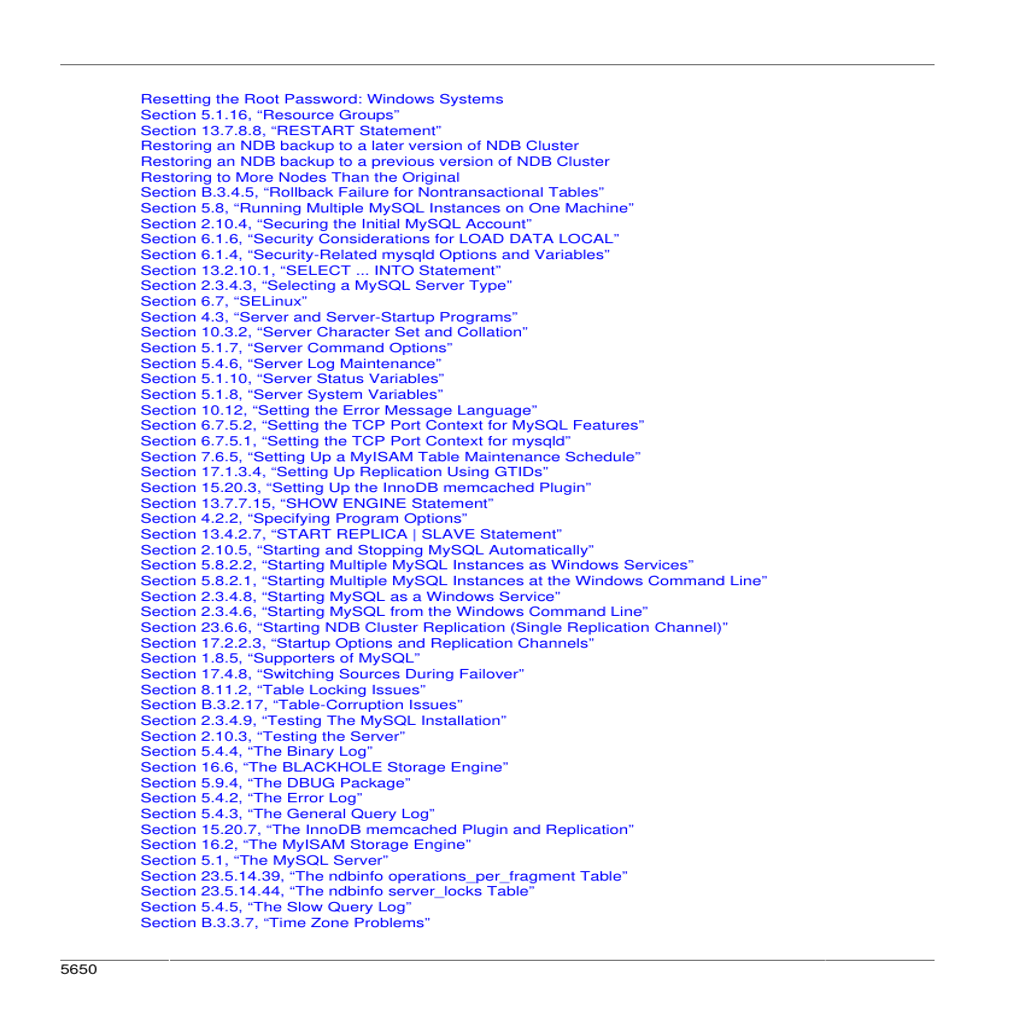 Resetting the Root Password: Windows Systems
Section 5.1.16, “Resource Groups”
Section 13.7.8.8, “RESTART Statement”
Restoring an NDB backup to a later version of NDB Cluster
Restoring an NDB backup to a previous version of NDB Cluster
Restoring to More Nodes Than the Original
Section B.3.4.5, “Rollback Failure for Nontransactional Tables”
Section 5.8, “Running Multiple MySQL Instances on One Machine”
Section 2.10.4, “Securing the Initial MySQL Account”
Section 6.1.6, “Security Considerations for LOAD DATA LOCAL”
Section 6.1.4, “Security-Related mysqld Options and Variables”
Section 13.2.10.1, “SELECT ... INTO Statement”
Section 2.3.4.3, “Selecting a MySQL Server Type”
Section 6.7, “SELinux”
Section 4.3, “Server and Server-Startup Programs”
Section 10.3.2, “Server Character Set and Collation”
Section 5.1.7, “Server Command Options”
Section 5.4.6, “Server Log Maintenance”
Section 5.1.10, “Server Status Variables”
Section 5.1.8, “Server System Variables”
Section 10.12, “Setting the Error Message Language”
Section 6.7.5.2, “Setting the TCP Port Context for MySQL Features”
Section 6.7.5.1, “Setting the TCP Port Context for mysqld”
Section 7.6.5, “Setting Up a MyISAM Table Maintenance Schedule”
Section 17.1.3.4, “Setting Up Replication Using GTIDs”
Section 15.20.3, “Setting Up the InnoDB memcached Plugin”
Section 13.7.7.15, “SHOW ENGINE Statement”
Section 4.2.2, “Specifying Program Options”
Section 13.4.2.7, “START REPLICA | SLAVE Statement”
Section 2.10.5, “Starting and Stopping MySQL Automatically”
Section 5.8.2.2, “Starting Multiple MySQL Instances as Windows Services”
Section 5.8.2.1, “Starting Multiple MySQL Instances at the Windows Command Line”
Section 2.3.4.8, “Starting MySQL as a Windows Service”
Section 2.3.4.6, “Starting MySQL from the Windows Command Line”
Section 23.6.6, “Starting NDB Cluster Replication (Single Replication Channel)”
Section 17.2.2.3, “Startup Options and Replication Channels”
Section 1.8.5, “Supporters of MySQL”
Section 17.4.8, “Switching Sources During Failover”
Section 8.11.2, “Table Locking Issues”
Section B.3.2.17, “Table-Corruption Issues”
Section 2.3.4.9, “Testing The MySQL Installation”
Section 2.10.3, “Testing the Server”
Section 5.4.4, “The Binary Log”
Section 16.6, “The BLACKHOLE Storage Engine”
Section 5.9.4, “The DBUG Package”
Section 5.4.2, “The Error Log”
Section 5.4.3, “The General Query Log”
Section 15.20.7, “The InnoDB memcached Plugin and Replication”
Section 16.2, “The MyISAM Storage Engine”
Section 5.1, “The MySQL Server”
Section 23.5.14.39, “The ndbinfo operations_per_fragment Table”
Section 23.5.14.44, “The ndbinfo server_locks Table”
Section 5.4.5, “The Slow Query Log”
Section B.3.3.7, “Time Zone Problems”
5650